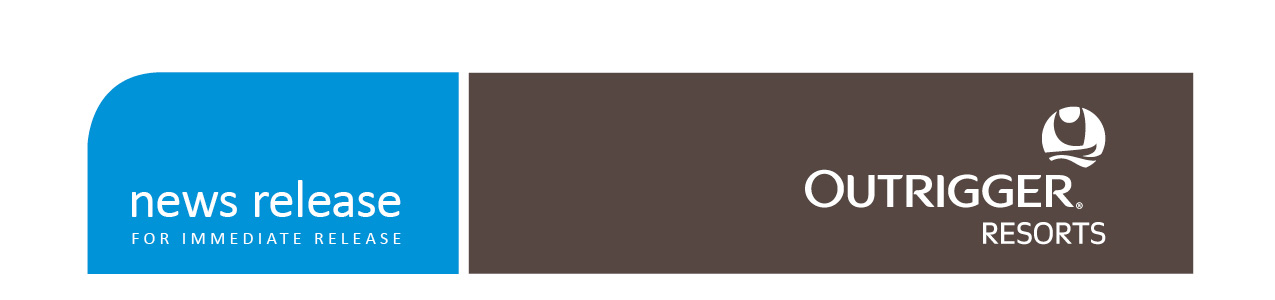 news release
FOR IMMEDIATE RELEASE
OUTRIGGER®
RESORTS